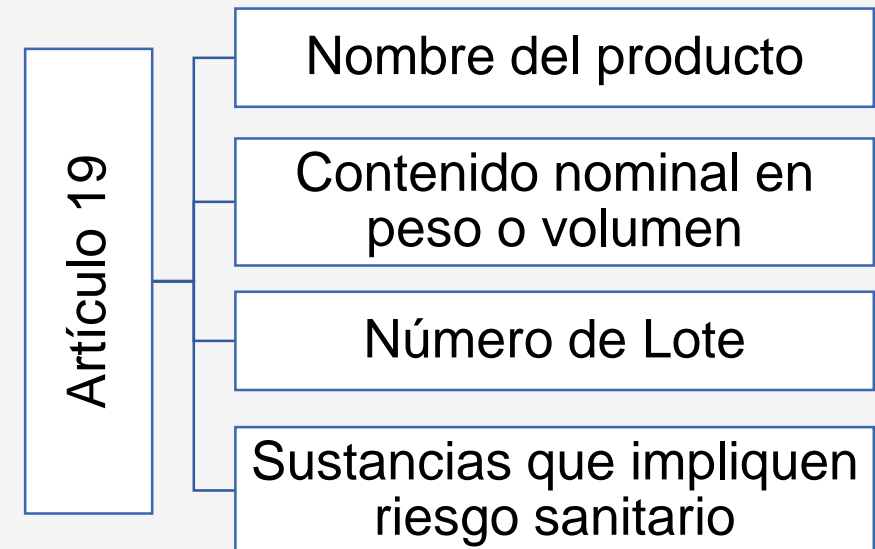 Artículo 19
Nombre del producto
Contenido nominal en
peso o volumen
Número de Lote
Sustancias que impliquen
riesgo sanitario